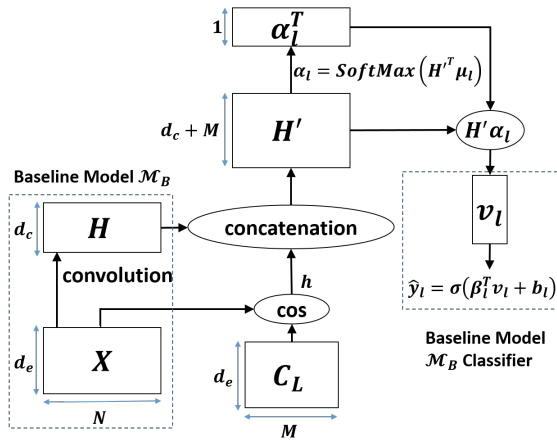 1
α_l^T
α_l = SoftMax(H'^T μ_l)
d_c + M
H'
H'α_l
Baseline Model ℳ_B
d_c
H
concatenation
v_l
convolution
h
ŷ_l = σ(β_l^T v_l + b_l)
cos
d_e
X
d_e
C_L
Baseline Model
ℳ_B Classifier
N
M